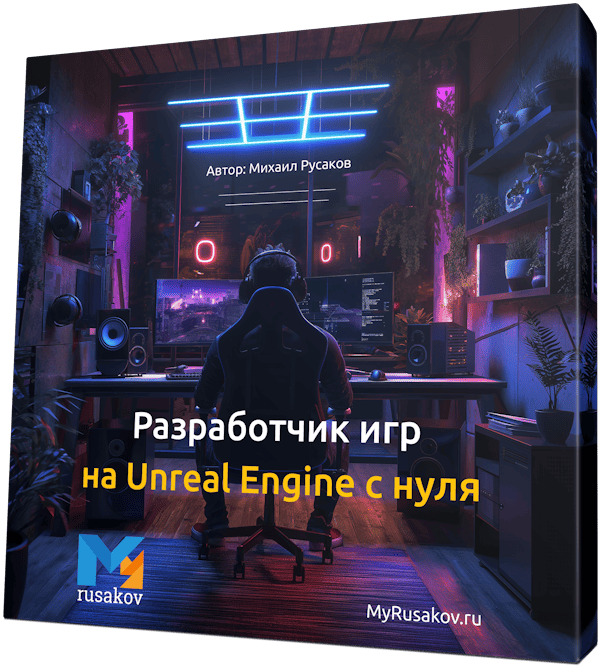 Автор: Михаил Русаков
Разработчик игр
на Unreal Engine с нуля
rusakov
MyRusakov.ru